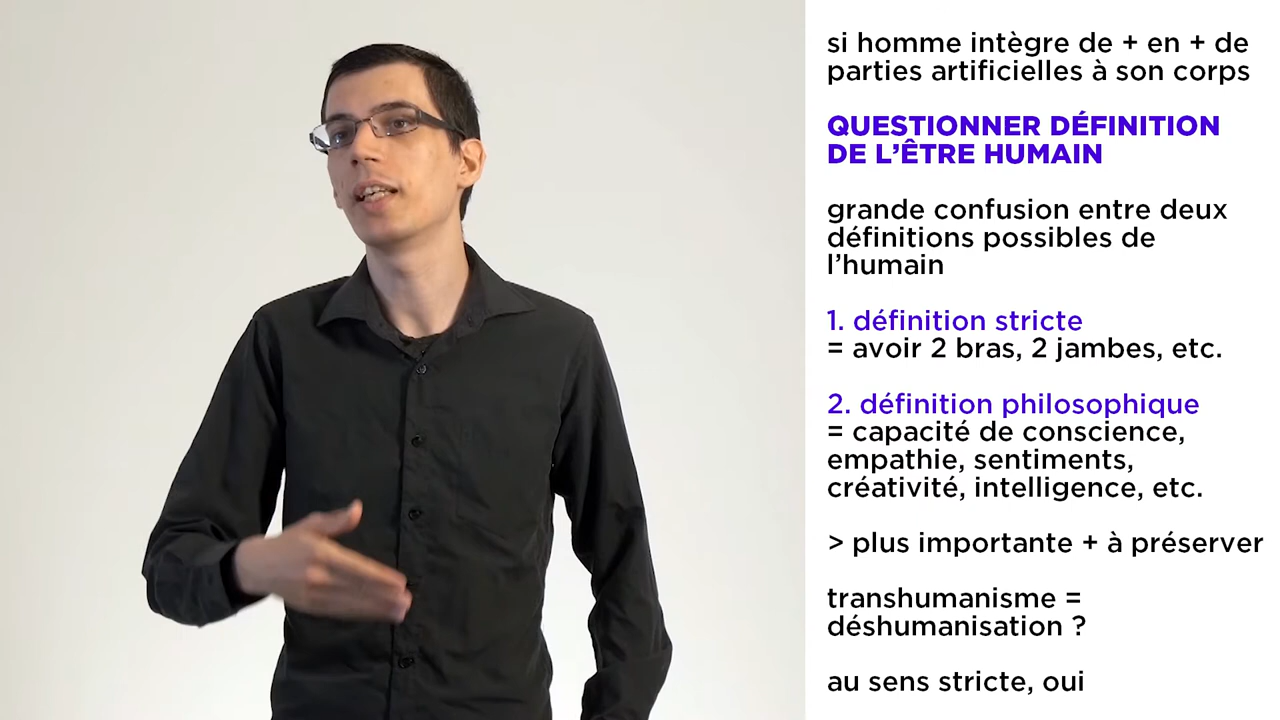 si homme intègre de + en + de
parties artificielles à son corps
QUESTIONNER DÉFINITION
DE L'ÊTRE HUMAIN
grande confusion entre deux
définitions possibles de
l'humain
1. définition stricte
= avoir 2 bras, 2 jambes, etc.
2. définition philosophique
= capacité de conscience,
empathie, sentiments,
créativité, intelligence, etc.
> plus importante + à préserver
transhumanisme =
déshumanisation ?
au sens stricte, oui